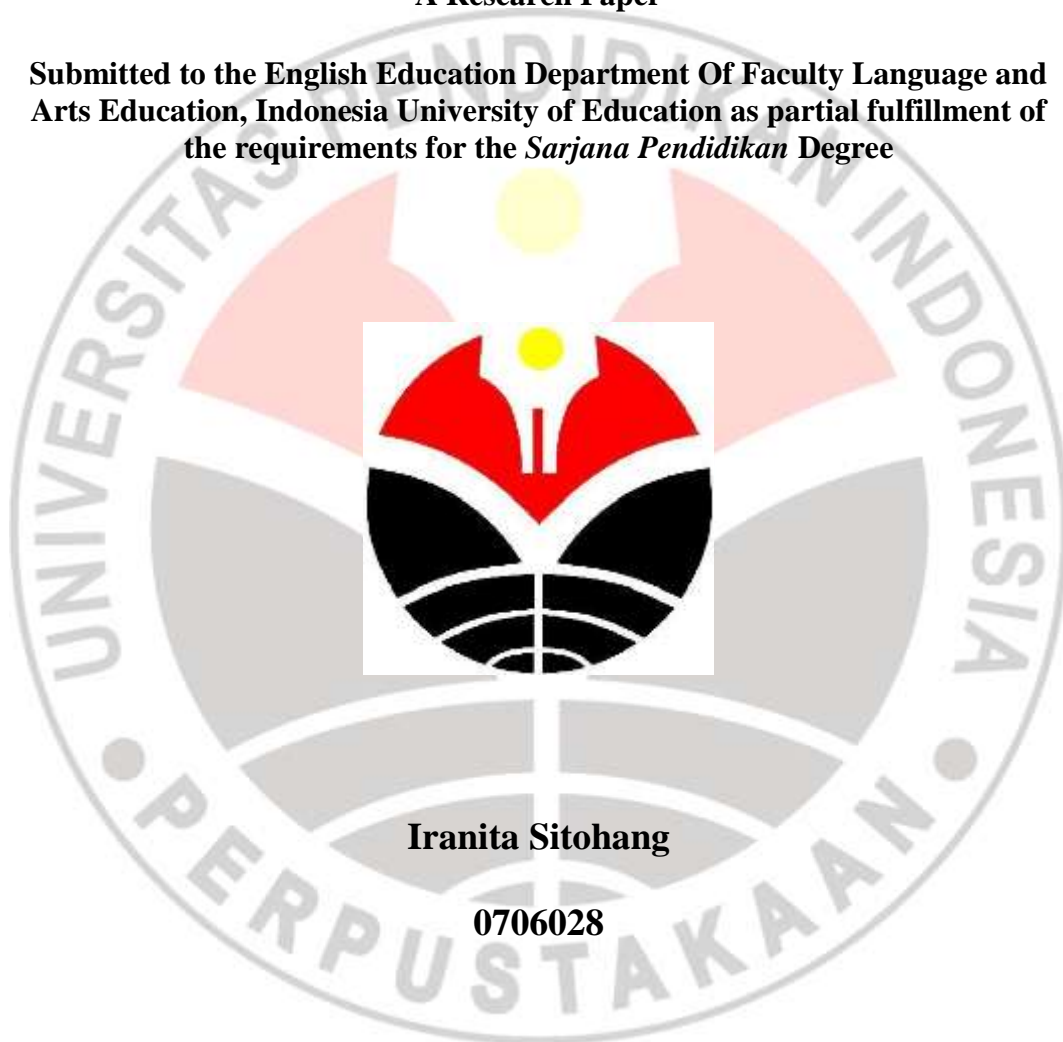 A Research Paper
Submitted to the English Education Department Of Faculty Language and
Arts Education, Indonesia University of Education as partial fulfillment of
the requirements for the Sarjana Pendidikan Degree
UNIVERSITAS PENDIDIKAN INDONESIA
Iranita Sitohang
0706028
PERPUSTAKAAN